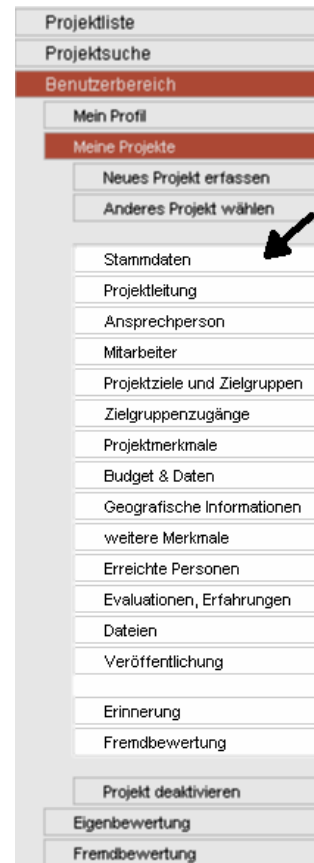 Projektliste
Projektsuche
Benutzerbereich
Mein Profil
Meine Projekte
Neues Projekt erfassen
Anderes Projekt wählen
Stammdaten
Projektleitung
Ansprechperson
Mitarbeiter
Projektziele und Zielgruppen
Zielgruppenzugänge
Projektmerkmale
Budget & Daten
Geografische Informationen
weitere Merkmale
Erreichte Personen
Evaluationen, Erfahrungen
Dateien
Veröffentlichung
Erinnerung
Fremdbewertung
Projekt deaktivieren
Eigenbewertung
Fremdbewertung